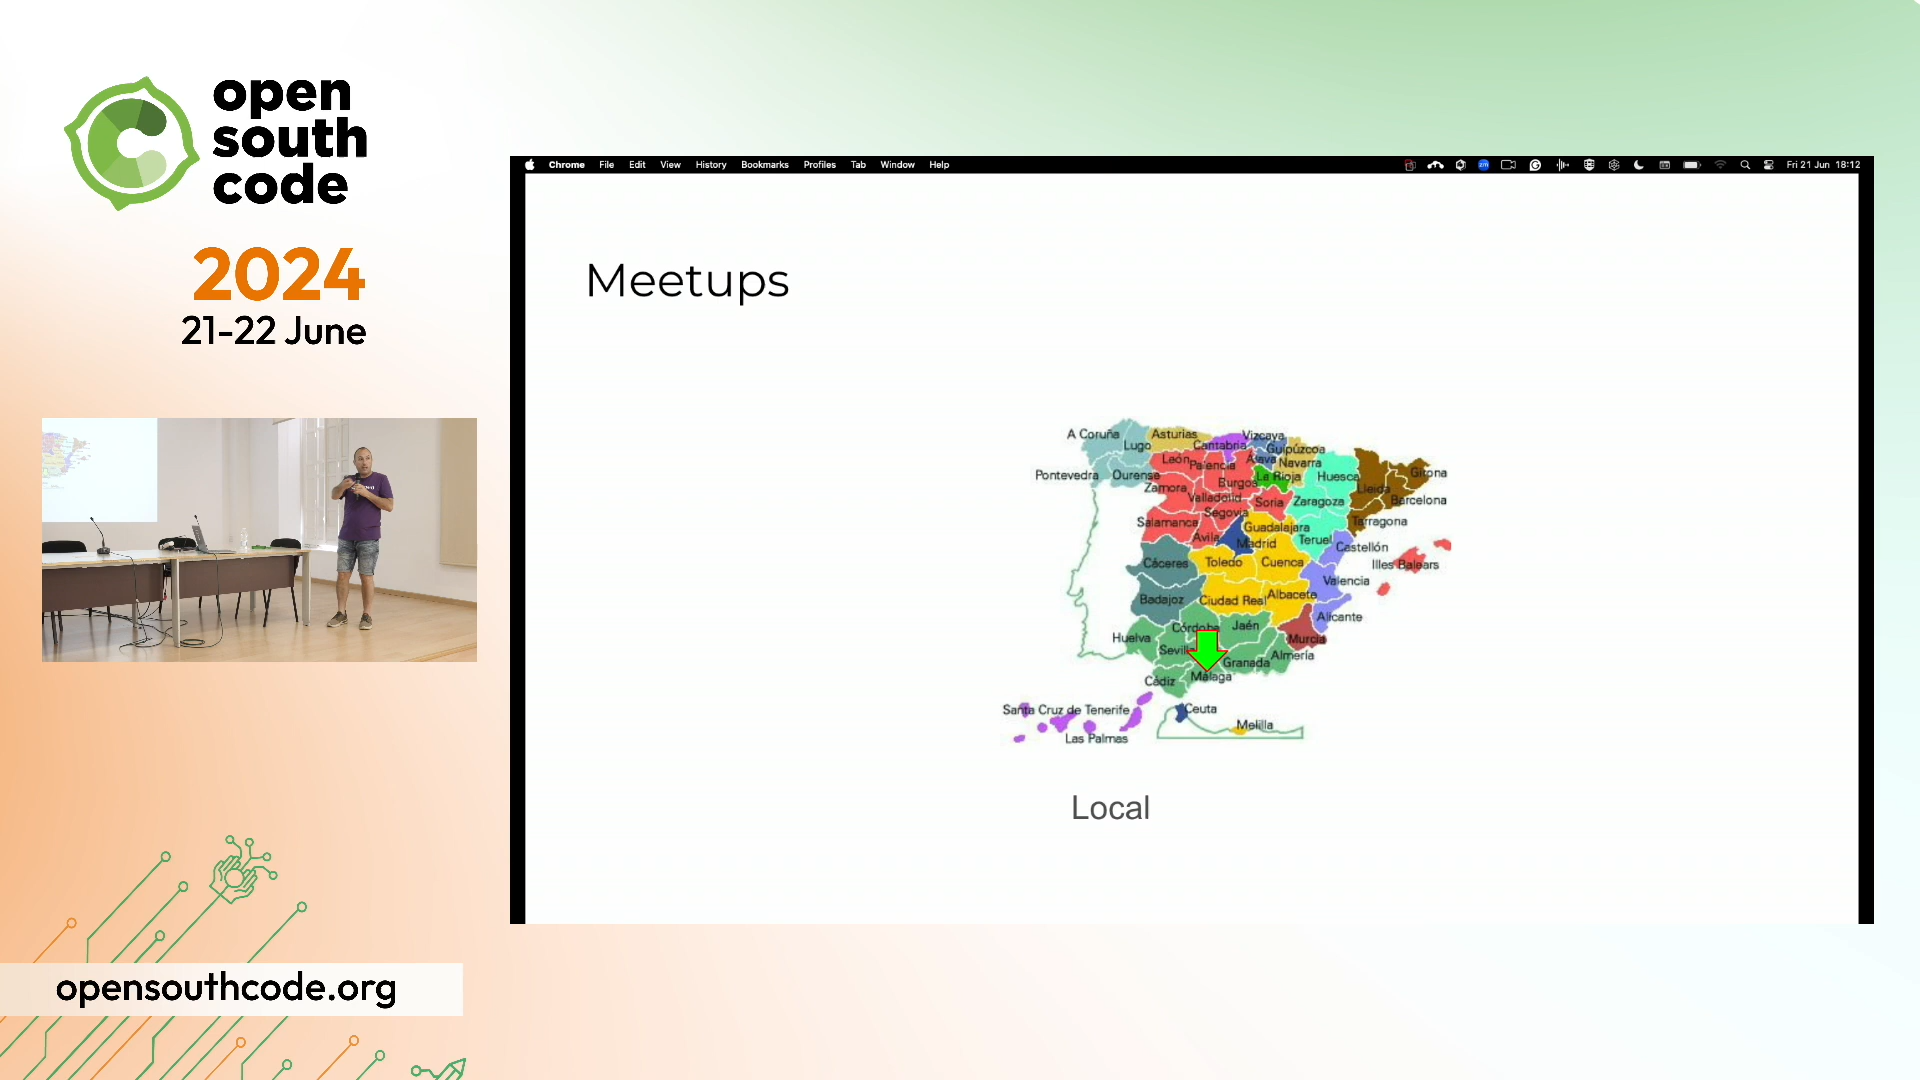 open
south
code
2024
21-22 June
opensouthcode.org
Chrome File Edit View History Bookmarks Profiles Tab Window Help Fri 21 Jun 18:12
Meetups
A Coruña
Lugo
Asturias
Cantabria
Vizcaya
Guipúzcoa
Álava
Navarra
León
Palencia
Burgos
La Rioja
Huesca
Lleida
Girona
Barcelona
Pontevedra
Ourense
Zamora
Valladolid
Soria
Zaragoza
Tarragona
Salamanca
Segovia
Guadalajara
Ávila
Madrid
Teruel
Castellón
Illes Balears
Cáceres
Toledo
Cuenca
Valencia
Badajoz
Ciudad Real
Albacete
Alicante
Huelva
Córdoba
Jaén
Murcia
Sevilla
Granada
Almería
Cádiz
Málaga
Santa Cruz de Tenerife
Las Palmas
Ceuta
Melilla
Local